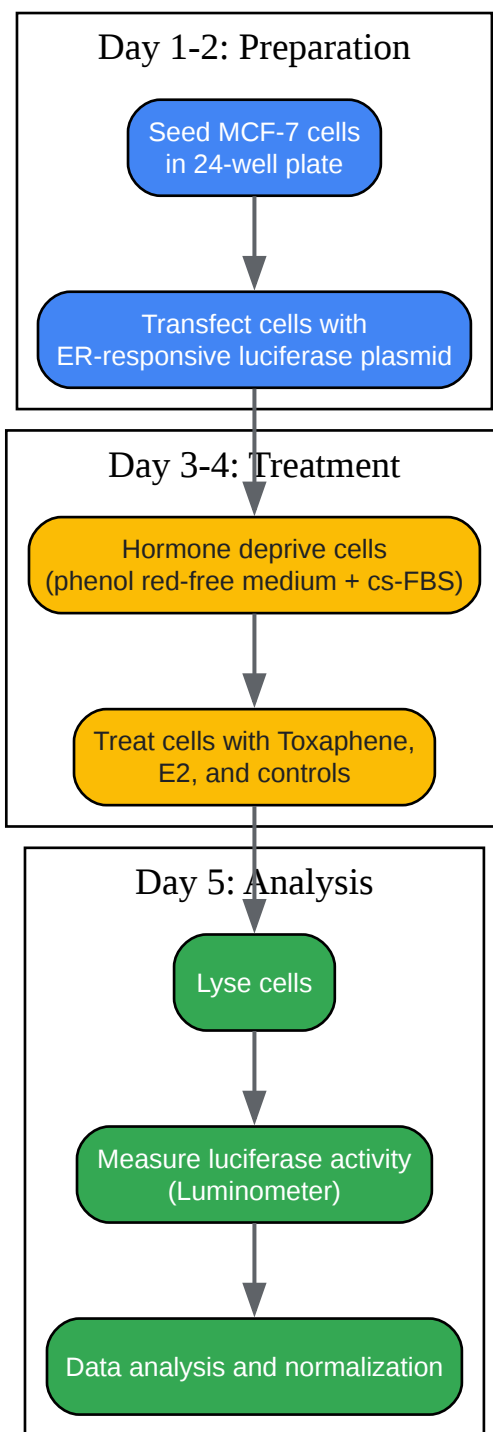 Day 1-2: Preparation
Seed MCF-7 cells
in 24-well plate
Transfect cells with
ER-responsive luciferase plasmid
Day 3-4: Treatment
Hormone deprive cells
(phenol red-free medium + cs-FBS)
Treat cells with Toxaphene,
E2, and controls
Day 5: Analysis
Lyse cells
Measure luciferase activity
(Luminometer)
Data analysis and normalization